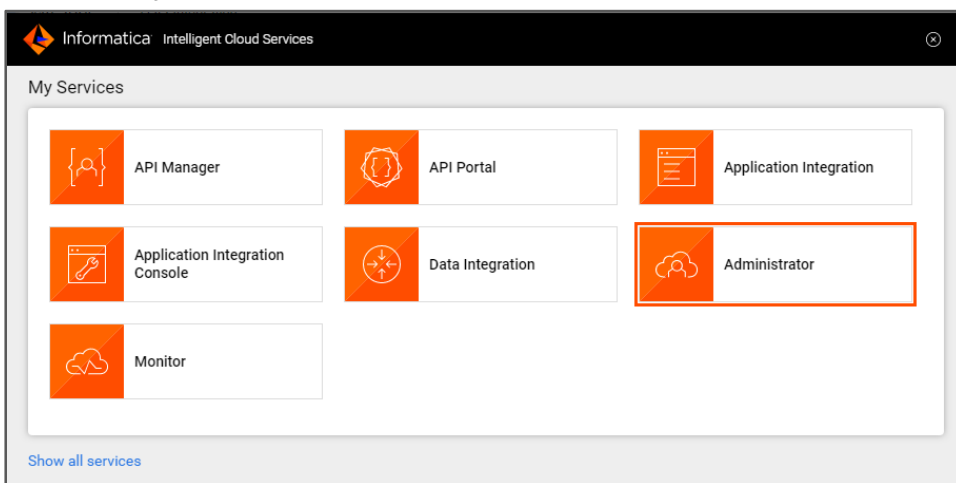 Informatica Intelligent Cloud Services
My Services
API Manager
API Portal
Application Integration
Application Integration
Console
Data Integration
Administrator
Monitor
Show all services